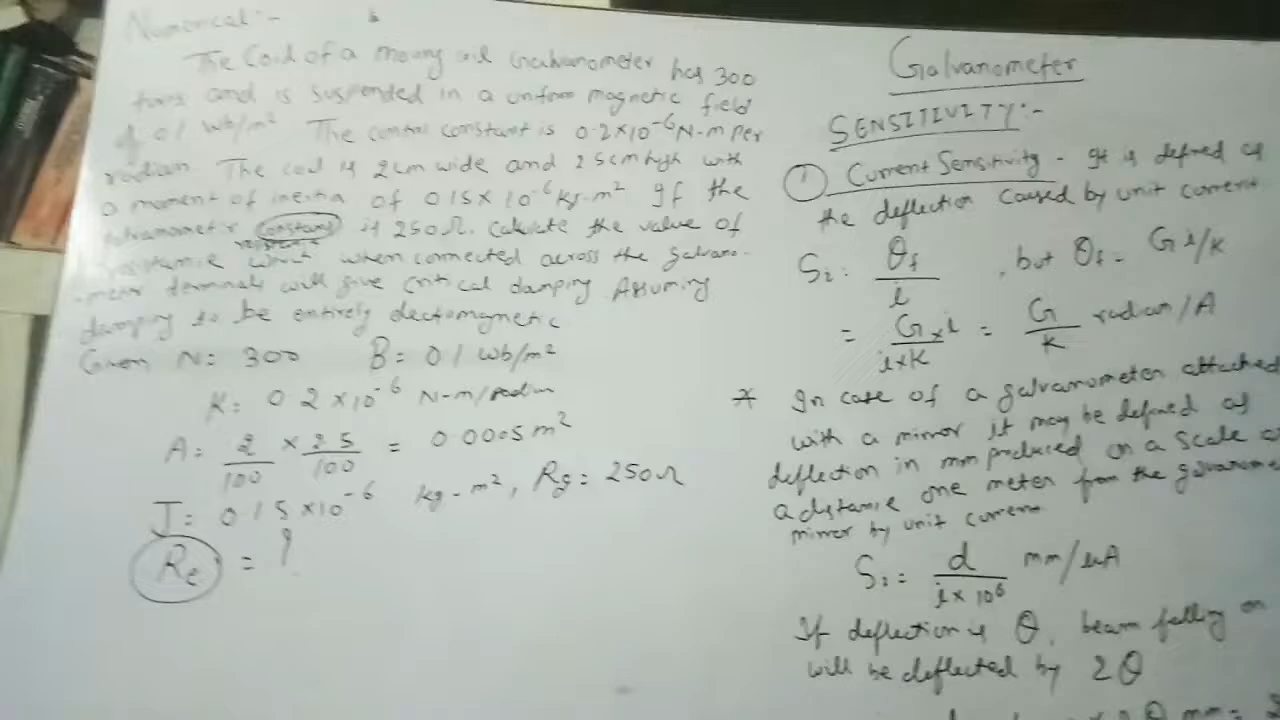 Numerical:-
The Coil of a moving coil Galvanometer has 300
turns and is suspended in a uniform magnetic field
of 0.1 Wb/m² The control constant is 0.2×10⁻⁶ N-m per
radian The coil is 2cm wide and 2.5cm high with
a moment of inertia of 0.15×10⁻⁶ kg-m² If the
Galvanometer constant is 250Ω. Calculate the value of
resistance
resistance which when connected across the galvano-
-meter terminals will give critical damping Assuming
damping to be entirely electromagnetic
Given N = 300 B = 0.1 Wb/m²
K = 0.2×10⁻⁶ N-m/radian
A = 2/100 × 2.5/100 = 0.0005 m²
J = 0.15×10⁻⁶ kg-m², Rg = 250Ω
Re = ?
Galvanometer
SENSITIVITY:-
① Current Sensitivity - It is defined as
the deflection caused by unit current
Si = θf/i , but θf = Gi/K
= G×i/i×K = G/K radian/A
* In case of a galvanometer attached
with a mirror it may be defined as
deflection in mm produced on a scale at
a distance one meter from the galvanome
mirror by unit current
Si = d/i×10⁶ mm/uA
If deflection is θ, beam falling on
will be deflected by 2θ